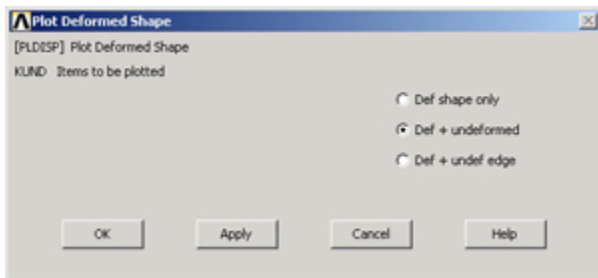 Plot Deformed Shape
[PLDISP] Plot Deformed Shape
KUND Items to be plotted
Def shape only
Def + undeformed
Def + undef edge
OK Apply Cancel Help